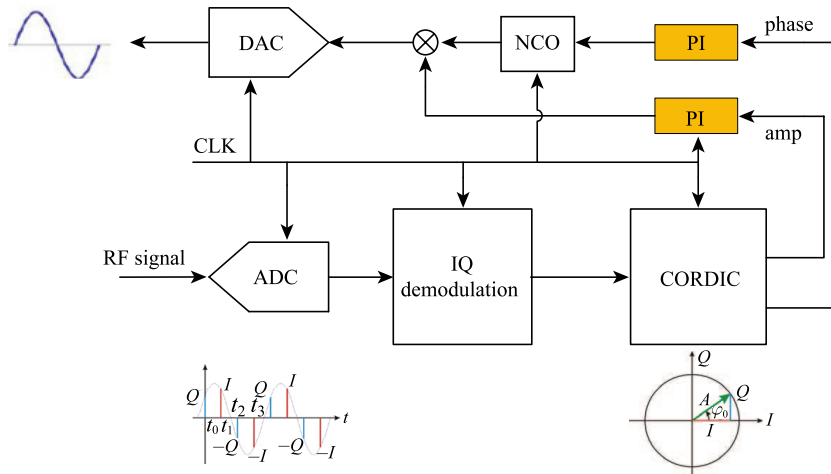 DAC
NCO
PI
phase
PI
amp
CLK
RF signal
ADC
IQ
demodulation
CORDIC
Q I Q I
t0 t1 t2 t3 t
−Q −I −Q −I
Q
A Q
φ0
I I